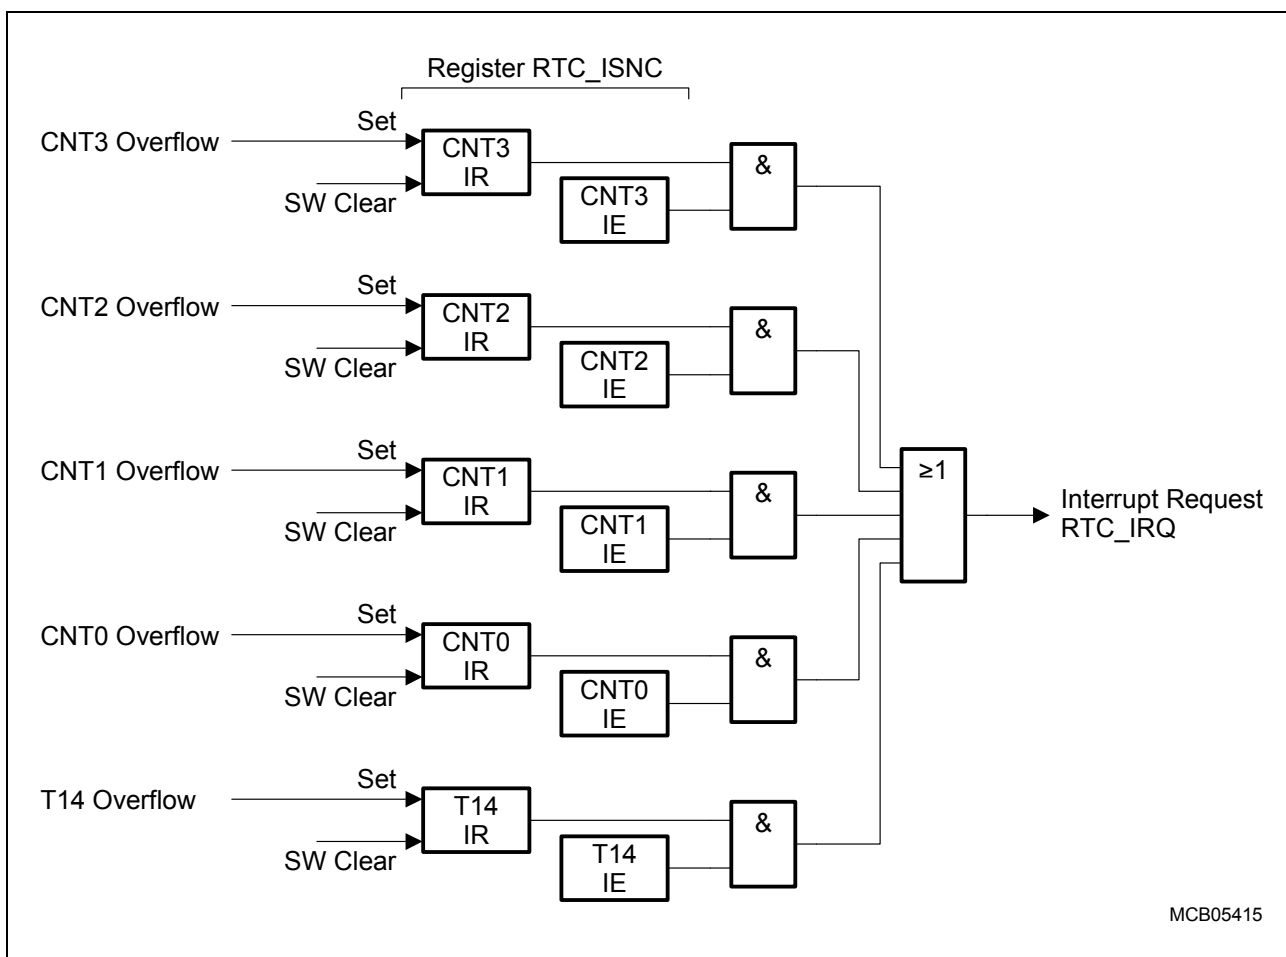 Register RTC_ISNC
CNT3 Overflow
Set
SW Clear
CNT3
IR
CNT3
IE
&
CNT2 Overflow
Set
SW Clear
CNT2
IR
CNT2
IE
&
CNT1 Overflow
Set
SW Clear
CNT1
IR
CNT1
IE
&
≥1
Interrupt Request
RTC_IRQ
CNT0 Overflow
Set
SW Clear
CNT0
IR
CNT0
IE
&
T14 Overflow
Set
SW Clear
T14
IR
T14
IE
&
MCB05415